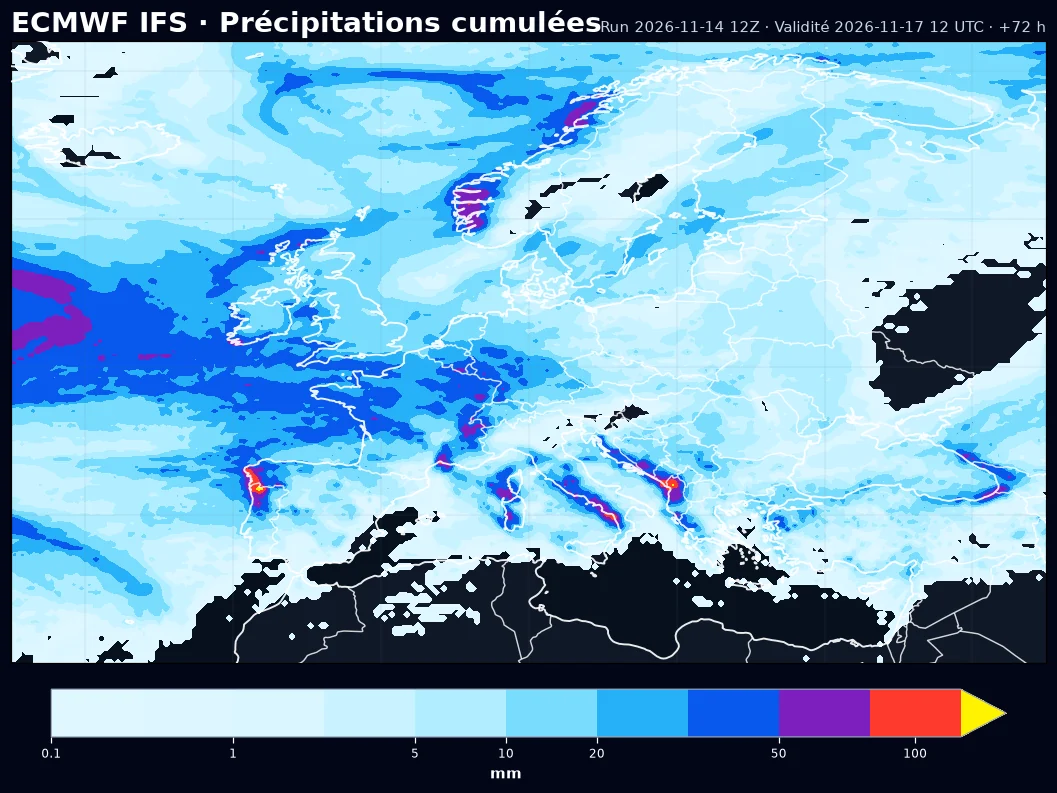 ECMWF IFS · Précipitations cumulées
Run 2026-11-14 12Z · Validité 2026-11-17 12 UTC · +72 h
0.1 1 5 10 20 50 100
mm